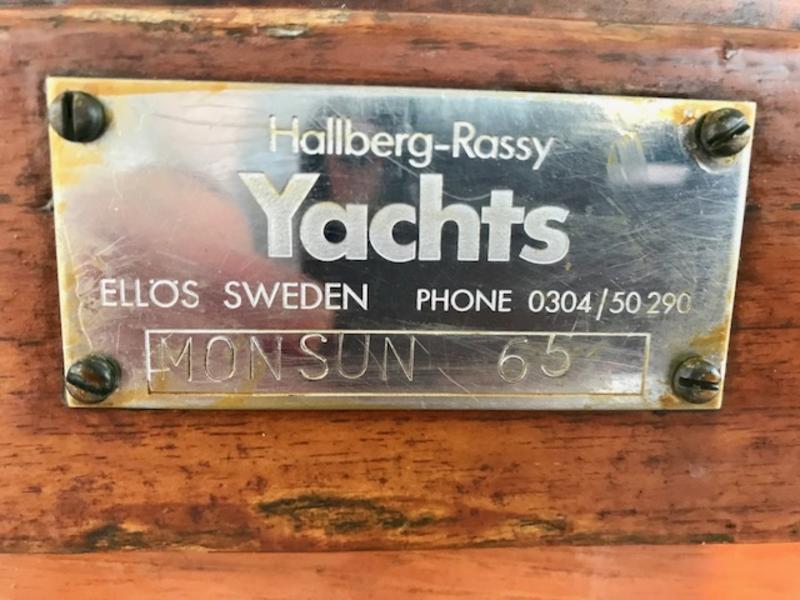 Hallberg-Rassy
Yachts
ELLÖS SWEDEN PHONE 0304/50 290
MONSUN 65